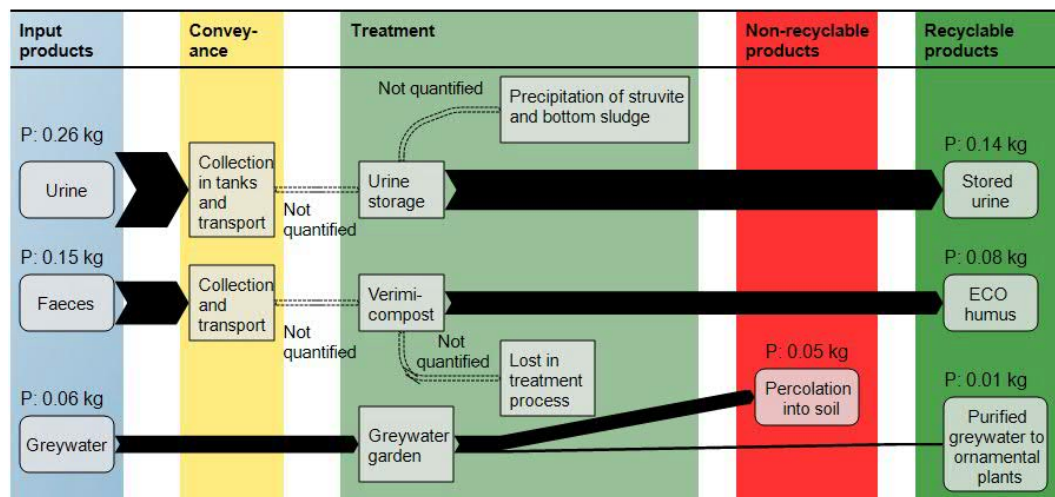 Input
products
Convey-
ance
Treatment
Non-recyclable
products
Recyclable
products
Not quantified
Precipitation of struvite
and bottom sludge
P: 0.26 kg
Urine
Collection
in tanks
and
transport
Not
quantified
Urine
storage
P: 0.14 kg
Stored
urine
P: 0.15 kg
Faeces
Collection
and
transport
Not
quantified
Verimi-
compost
Not
quantified
Lost in
treatment
process
P: 0.08 kg
ECO
humus
P: 0.06 kg
Greywater
Greywater
garden
P: 0.05 kg
Percolation
into soil
P: 0.01 kg
Purified
greywater to
ornamental
plants